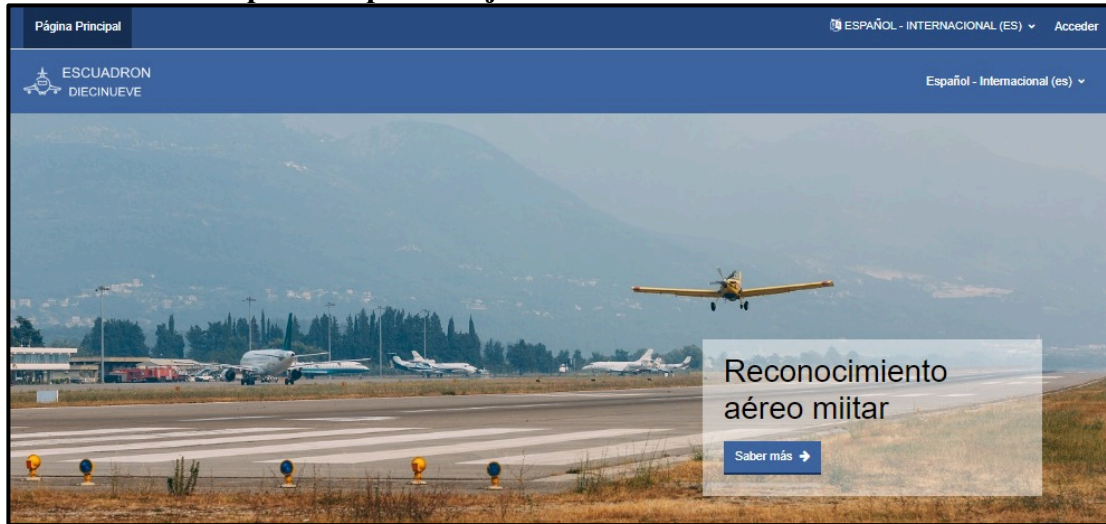 Página Principal
ESPAÑOL - INTERNACIONAL (ES)
Acceder
ESCUADRON
DIECINUEVE
Español - Internacional (es)
Reconocimiento
aéreo miitar
Saber más